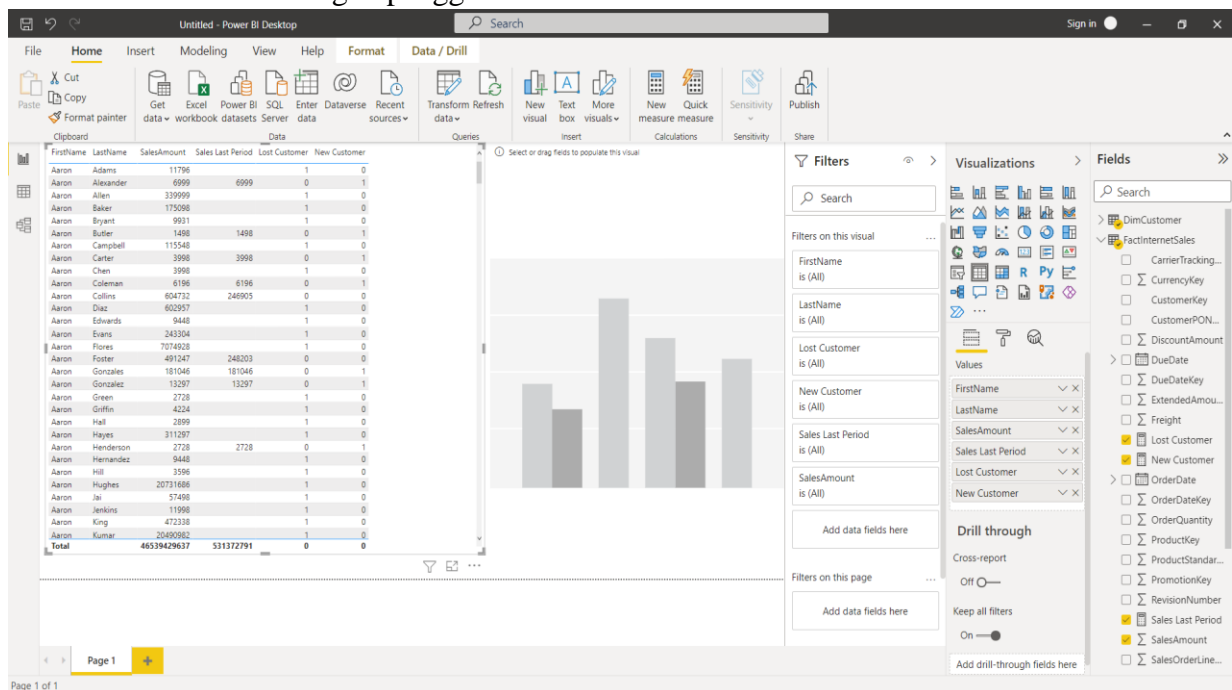 Untitled - Power BI Desktop
Search
Sign in
File Home Insert Modeling View Help Format Data / Drill
Paste
Cut
Copy
Format painter
Clipboard
Get data
Excel workbook
Power BI datasets
SQL Server
Enter data
Dataverse
Recent sources
Data
Transform data
Refresh
Queries
New visual
Text box
More visuals
Insert
New measure
Quick measure
Calculations
Sensitivity
Sensitivity
Publish
Share
FirstName LastName SalesAmount Sales Last Period Lost Customer New Customer
Aaron Adams 11796 1 0
Aaron Alexander 6999 6999 0 1
Aaron Allen 339999 1 0
Aaron Baker 175098 1 0
Aaron Bryant 9931 1 0
Aaron Butler 1498 1498 0 1
Aaron Campbell 115548 1 0
Aaron Carter 3998 3998 0 1
Aaron Chen 3998 1 0
Aaron Coleman 6196 6196 0 1
Aaron Collins 604732 246905 0 0
Aaron Diaz 602957 1 0
Aaron Edwards 9448 1 0
Aaron Evans 243304 1 0
Aaron Flores 7074928 1 0
Aaron Foster 491247 248203 0 0
Aaron Gonzales 181046 181046 0 1
Aaron Gonzalez 13297 13297 0 1
Aaron Green 2728 1 0
Aaron Griffin 4224 1 0
Aaron Hall 2899 1 0
Aaron Hayes 311297 1 0
Aaron Henderson 2728 2728 0 1
Aaron Hernandez 9448 1 0
Aaron Hill 3596 1 0
Aaron Hughes 20731686 1 0
Aaron Jai 57498 1 0
Aaron Jenkins 11998 1 0
Aaron King 472338 1 0
Aaron Kumar 20490982 1 0
Total 46539429637 531372791 0 0
Select or drag fields to populate this visual
Filters
Search
Filters on this visual ...
FirstName
is (All)
LastName
is (All)
Lost Customer
is (All)
New Customer
is (All)
Sales Last Period
is (All)
SalesAmount
is (All)
Add data fields here
Filters on this page ...
Add data fields here
Visualizations
R Py
Values
FirstName
LastName
SalesAmount
Sales Last Period
Lost Customer
New Customer
Drill through
Cross-report
Off
Keep all filters
On
Add drill-through fields here
Fields
Search
DimCustomer
FactInternetSales
CarrierTracking...
CurrencyKey
CustomerKey
CustomerPON...
DiscountAmount
DueDate
DueDateKey
ExtendedAmou...
Freight
Lost Customer
New Customer
OrderDate
OrderDateKey
OrderQuantity
ProductKey
ProductStandar...
PromotionKey
RevisionNumber
Sales Last Period
SalesAmount
SalesOrderLine...
Page 1
Page 1 of 1